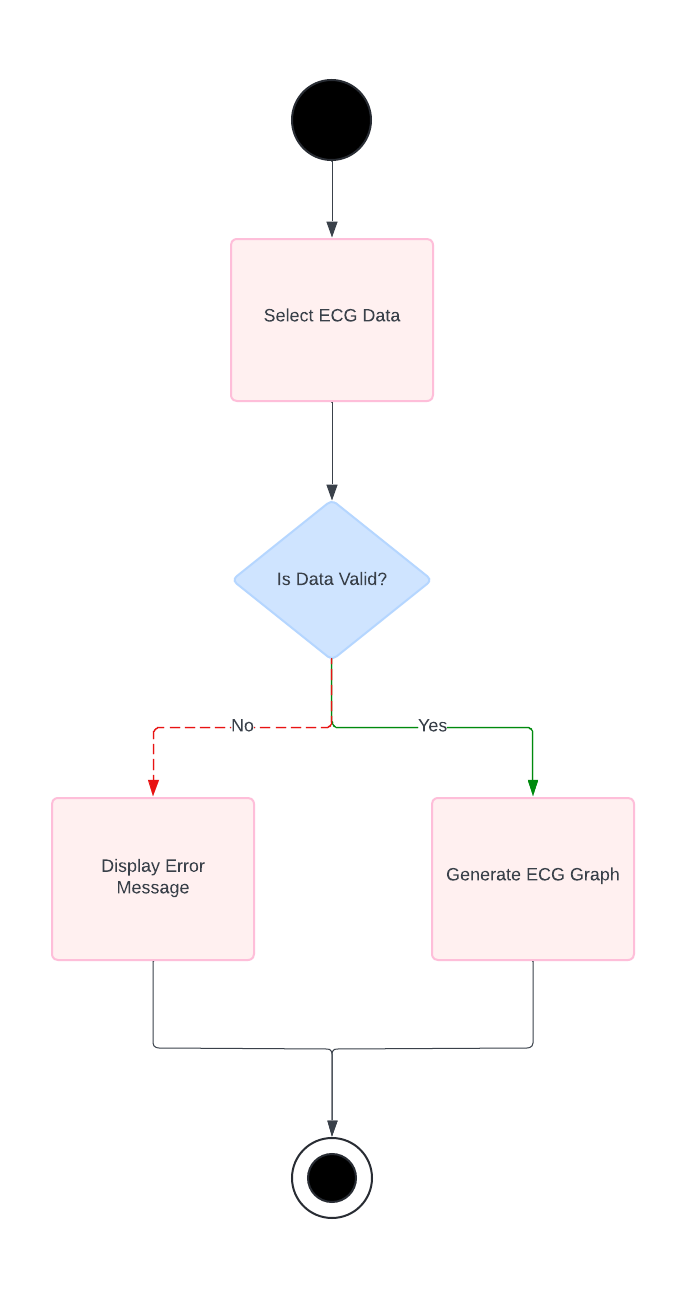 Select ECG Data
Is Data Valid?
No
Yes
Display Error
Message
Generate ECG Graph